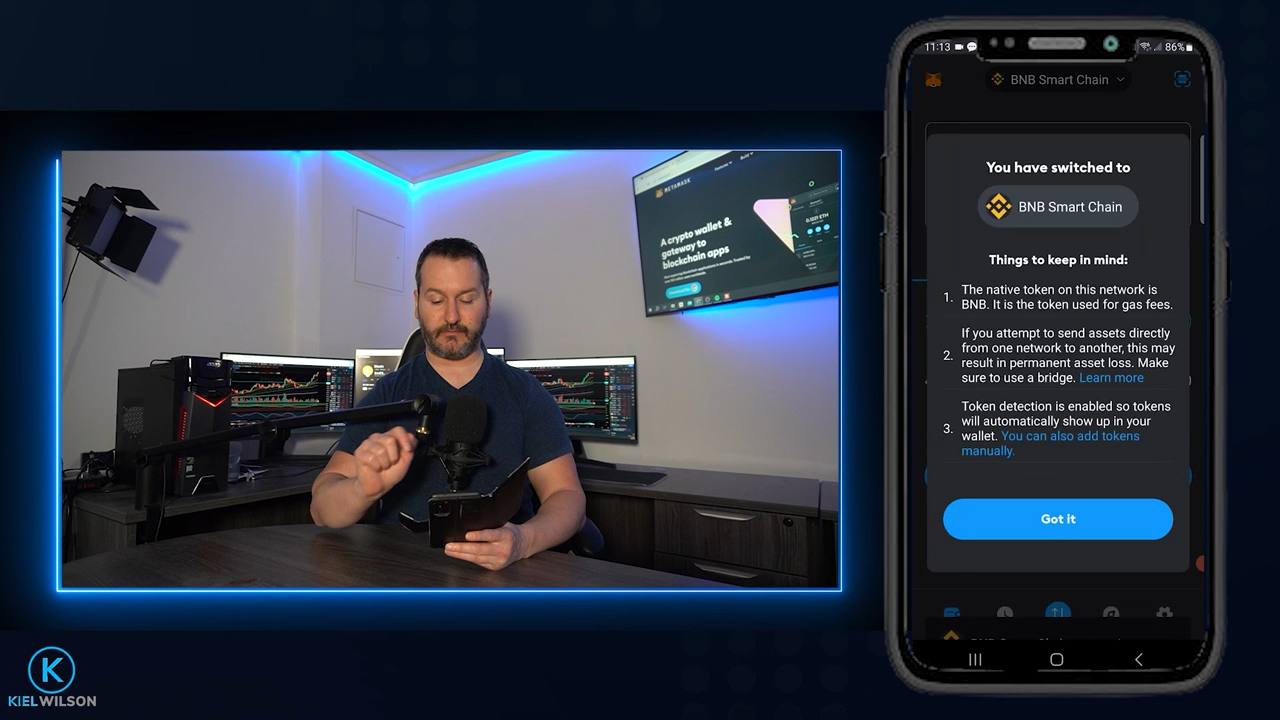 METAMASK
Features
Build
A crypto wallet &
gateway to
blockchain apps
KIELWILSON
11:13
86%
BNB Smart Chain
You have switched to
BNB Smart Chain
Things to keep in mind:
1. The native token on this network is
BNB. It is the token used for gas fees.
2. If you attempt to send assets directly
from one network to another, this may
result in permanent asset loss. Make
sure to use a bridge. Learn more
3. Token detection is enabled so tokens
will automatically show up in your
wallet. You can also add tokens
manually.
Got it